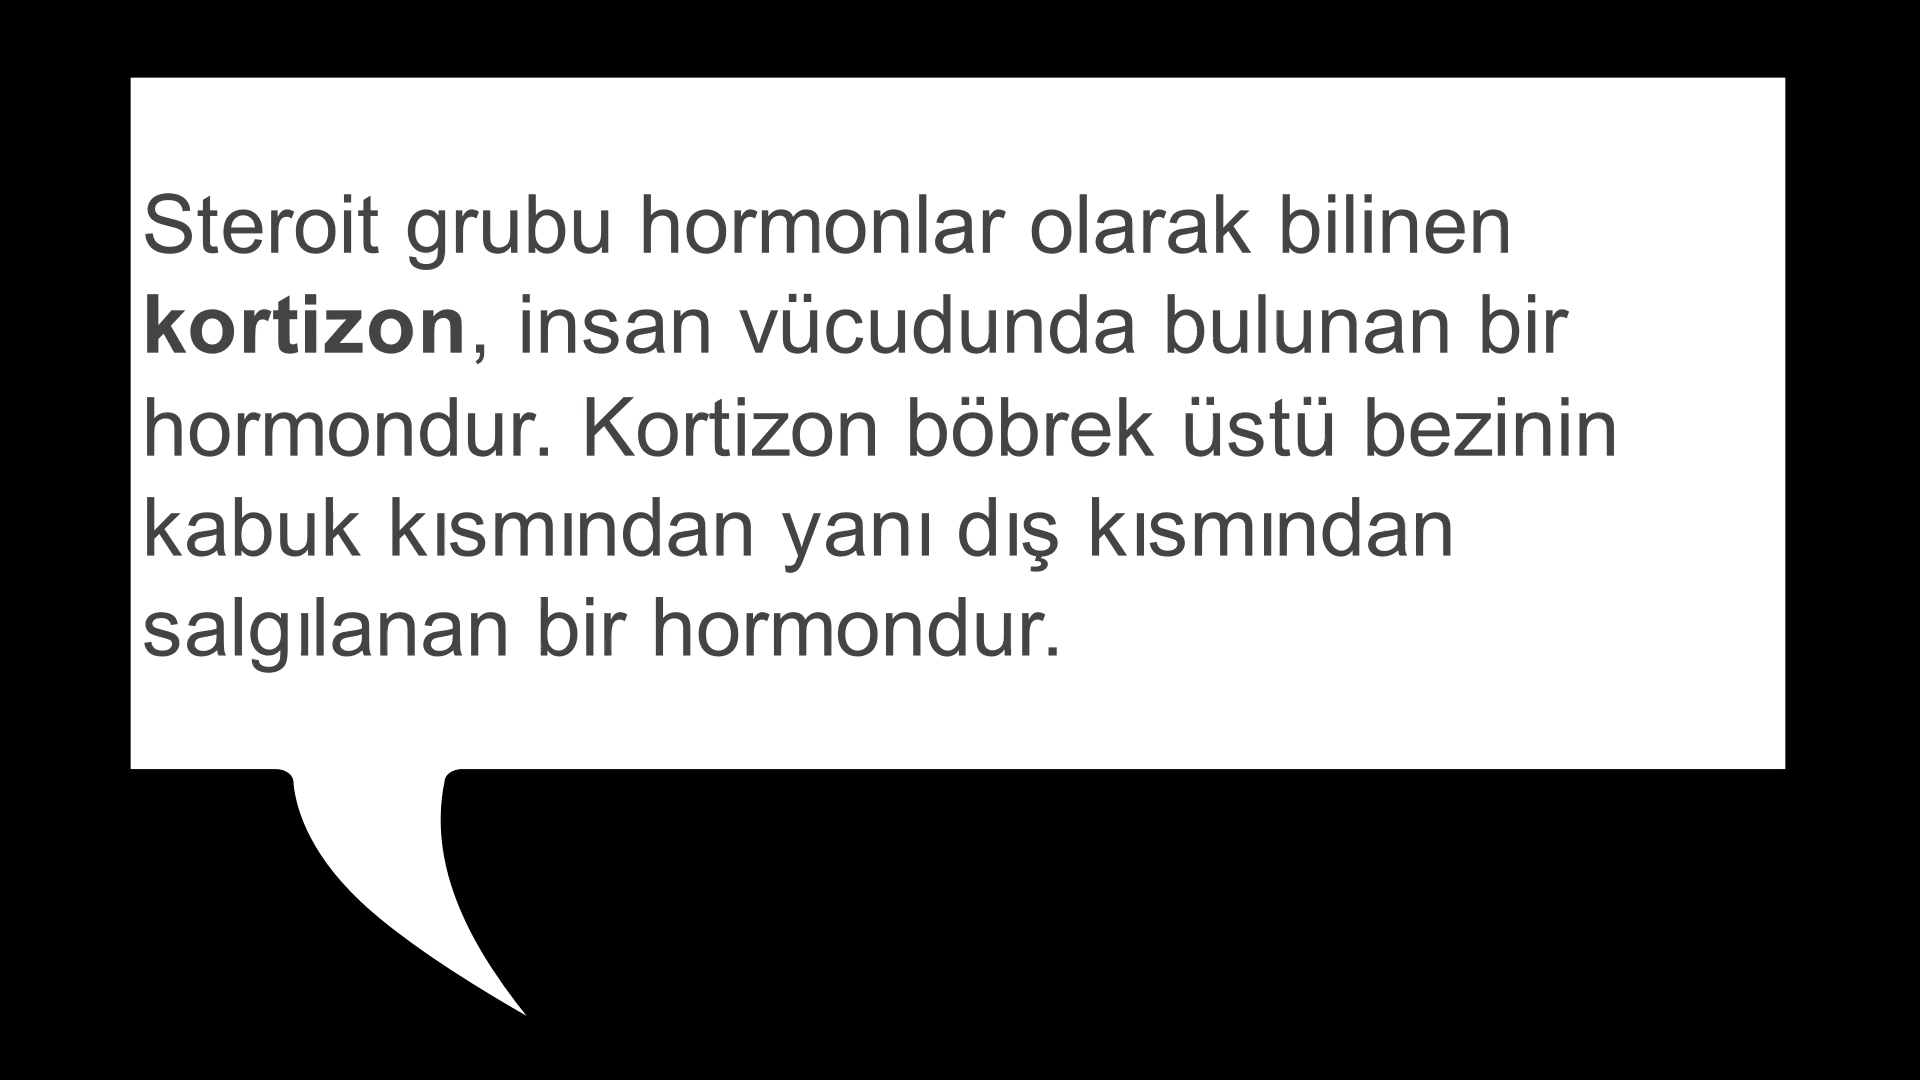 Steroit grubu hormonlar olarak bilinen
kortizon, insan vücudunda bulunan bir
hormondur. Kortizon böbrek üstü bezinin
kabuk kısmından yanı dış kısmından
salgılanan bir hormondur.